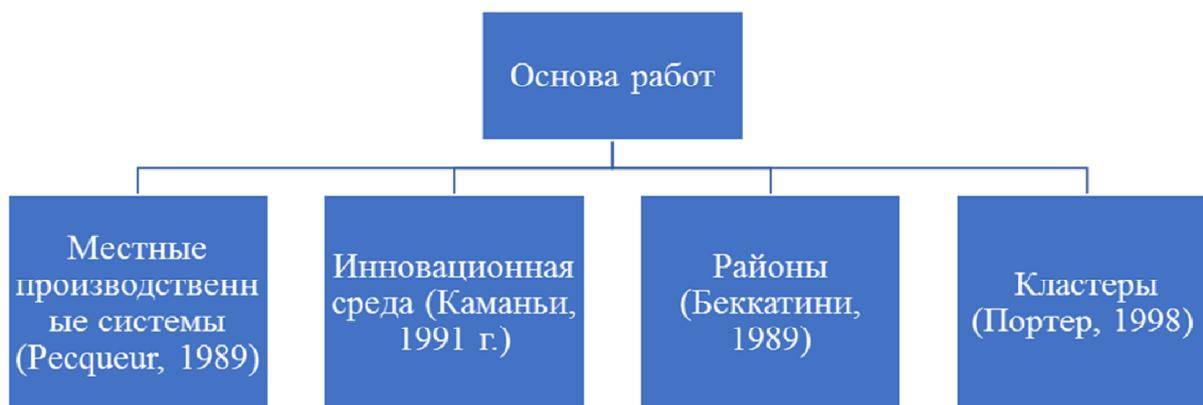 Основа работ
Местные
производственн
ые системы
(Pecqueur, 1989)
Инновационная
среда (Каманьи,
1991 г.)
Районы
(Беккатини,
1989)
Кластеры
(Портер, 1998)